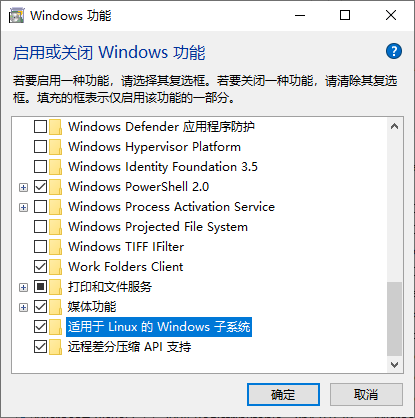 Windows 功能
启用或关闭 Windows 功能
若要启用一种功能，请选择其复选框。若要关闭一种功能，请清除其复选
框。填充的框表示仅启用该功能的一部分。
Windows Defender 应用程序防护
Windows Hypervisor Platform
Windows Identity Foundation 3.5
Windows PowerShell 2.0
Windows Process Activation Service
Windows Projected File System
Windows TIFF IFilter
Work Folders Client
打印和文件服务
媒体功能
适用于 Linux 的 Windows 子系统
远程差分压缩 API 支持
确定
取消